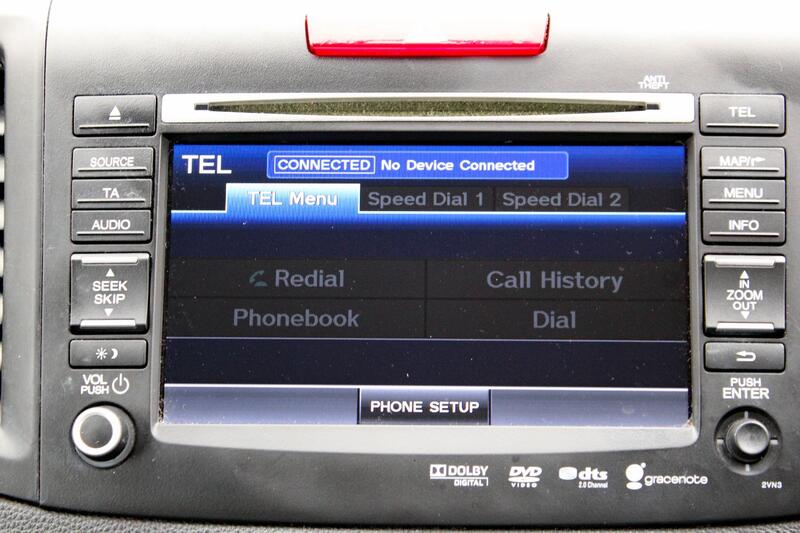 ANTI
THEFT
TEL
SOURCE
TA
AUDIO
SEEK
SKIP
VOL
PUSH
TEL
CONNECTED No Device Connected
TEL Menu Speed Dial 1 Speed Dial 2
Redial Call History
Phonebook Dial
PHONE SETUP
MAP/
MENU
INFO
IN
ZOOM
OUT
PUSH
ENTER
DOLBY
DIGITAL
DVD
VIDEO
dts
2.0 Channel
gracenote
2VN3